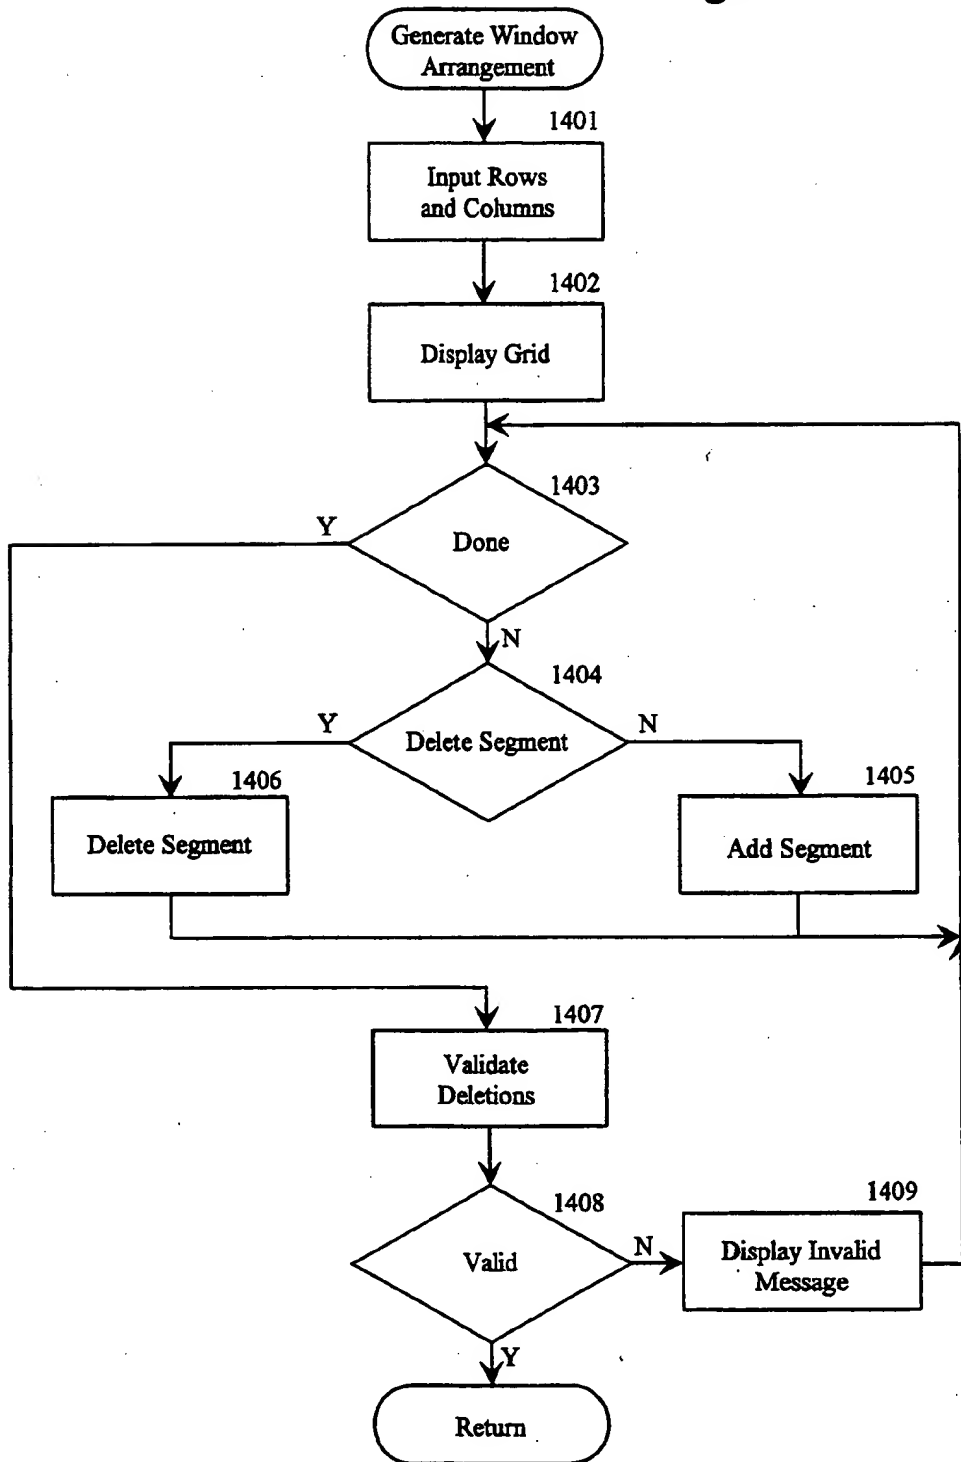 Generate Window
Arrangement
1401
Input Rows
and Columns
1402
Display Grid
1403
Y
Done
N
1404
Y
Delete Segment
N
1406
Delete Segment
1405
Add Segment
1407
Validate
Deletions
1408
Valid
N
1409
Display Invalid
Message
Y
Return